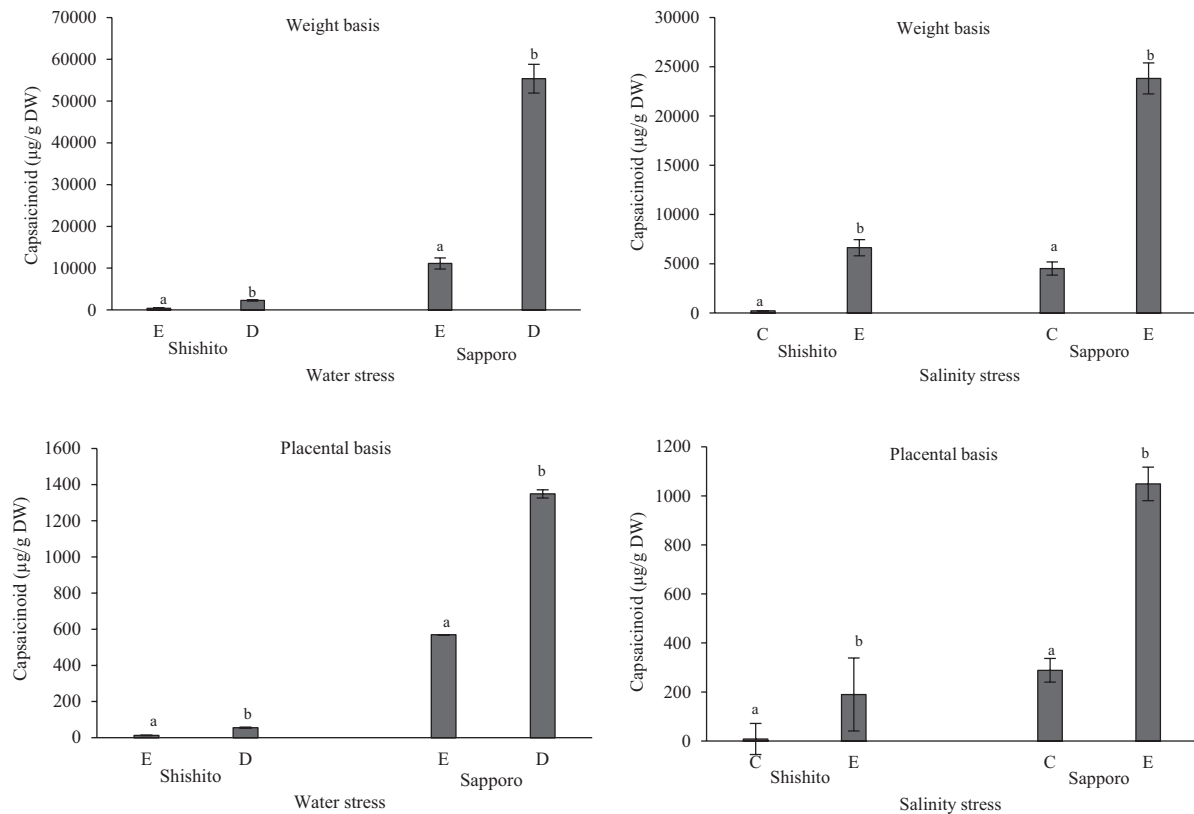 Weight basis
Capsaicinoid (µg/g DW)
70000
60000
50000
40000
30000
20000
10000
0
a
b
a
b
E
D
E
D
Shishito
Sapporo
Water stress
Weight basis
Capsaicinoid (µg/g DW)
30000
25000
20000
15000
10000
5000
0
a
b
a
b
C
E
C
E
Shishito
Sapporo
Salinity stress
Placental basis
Capsaicinoid (µg/g DW)
1600
1400
1200
1000
800
600
400
200
0
a
b
a
b
E
D
E
D
Shishito
Sapporo
Water stress
Placental basis
Capsaicinoid (µg/g DW)
1200
1000
800
600
400
200
0
a
b
a
b
C
E
C
E
Shishito
Sapporo
Salinity stress